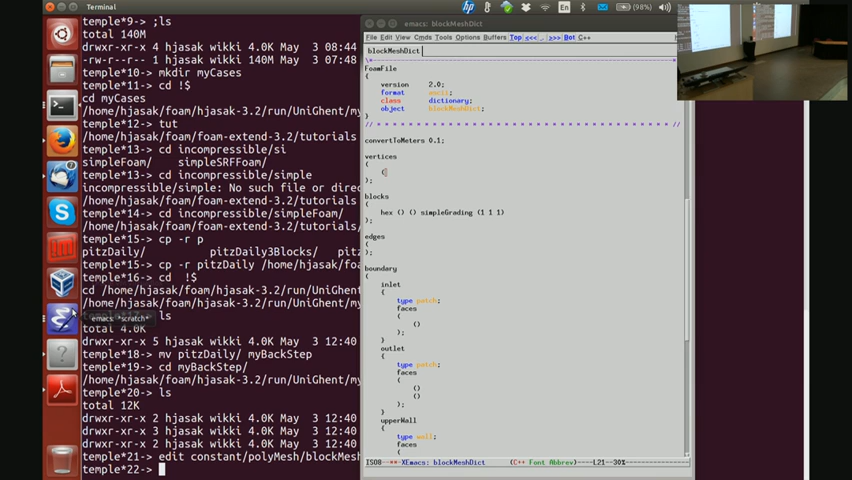 temple*9-> ;ls
total 140M
drwxr-xr-x 4 hjasak wikki 4.0K May  3 08:44
-rw-r--r-- 1 hjasak wikki 140M May  3 07:48
temple*10-> mkdir myCases
temple*11-> cd !$
cd myCases
/home/hjasak/foam/hjasak-3.2/run/UniGhent/my
temple*12-> tut
/home/hjasak/foam/foam-extend-3.2/tutorials
temple*13-> cd incompressible/si
simpleFoam/    simpleSRFFoam/
temple*13-> cd incompressible/simple
incompressible/simple: No such file or direc
temple*14-> cd incompressible/simpleFoam/
/home/hjasak/foam/foam-extend-3.2/tutorials/
temple*15-> cp -r p
pitzDaily/    pitzDaily3Blocks/    pitz
temple*15-> cp -r pitzDaily /home/hjasak/foa
temple*16-> cd  !$
cd /home/hjasak/foam/hjasak-3.2/run/UniGhent
/home/hjasak/foam/hjasak-3.2/run/UniGhent/my
ls
emacs: *scratch*
total 4.0K
drwxr-xr-x 5 hjasak wikki 4.0K May  3 12:40
temple*18-> mv pitzDaily/ myBackStep
temple*19-> cd myBackStep/
/home/hjasak/foam/hjasak-3.2/run/UniGhent/my
temple*20-> ls
total 12K
drwxr-xr-x 2 hjasak wikki 4.0K May  3 12:40
drwxr-xr-x 3 hjasak wikki 4.0K May  3 12:40
drwxr-xr-x 2 hjasak wikki 4.0K May  3 12:40
temple*21-> edit constant/polyMesh/blockMesh
temple*22->
hp
En
(98%)
emacs: blockMeshDict
File Edit View Cmds Tools Options Buffers Top <<< . >>> Bot C++
blockMeshDict
FoamFile
{
version 2.0;
format ascii;
class dictionary;
object blockMeshDict;
}
convertToMeters 0.1;
vertices
(
(
);
blocks
(
hex () () simpleGrading (1 1 1)
);
edges
(
);
boundary
(
inlet
{
type patch;
faces
(
()
);
}
outlet
{
type patch;
faces
(
()
()
);
}
upperWall
{
type wall;
faces
(
ISO8--**-XEmacs: blockMeshDict (C++ Font Abbrev)----L21--30%